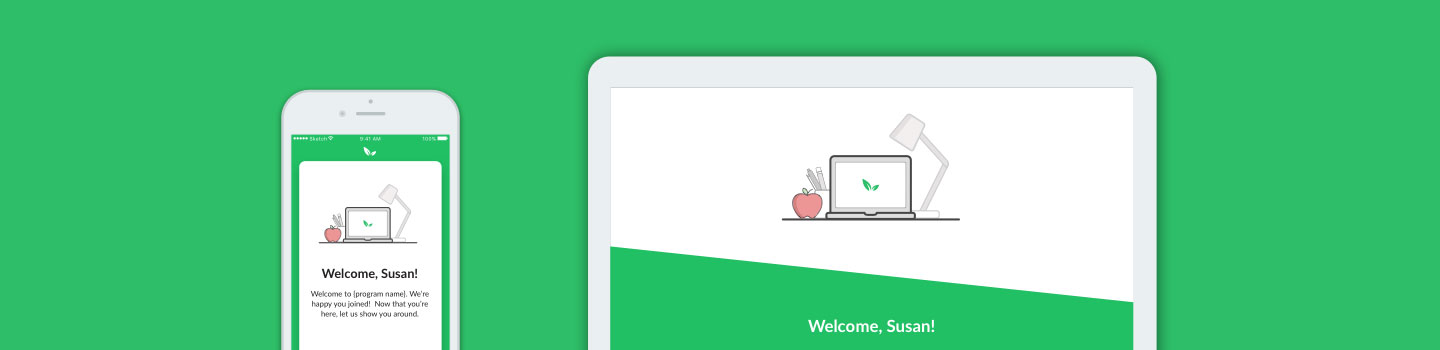 Sketch 9:41 AM 100%
Welcome, Susan!
Welcome to [program name]. We're
happy you joined!  Now that you're
here, let us show you around.
Welcome, Susan!